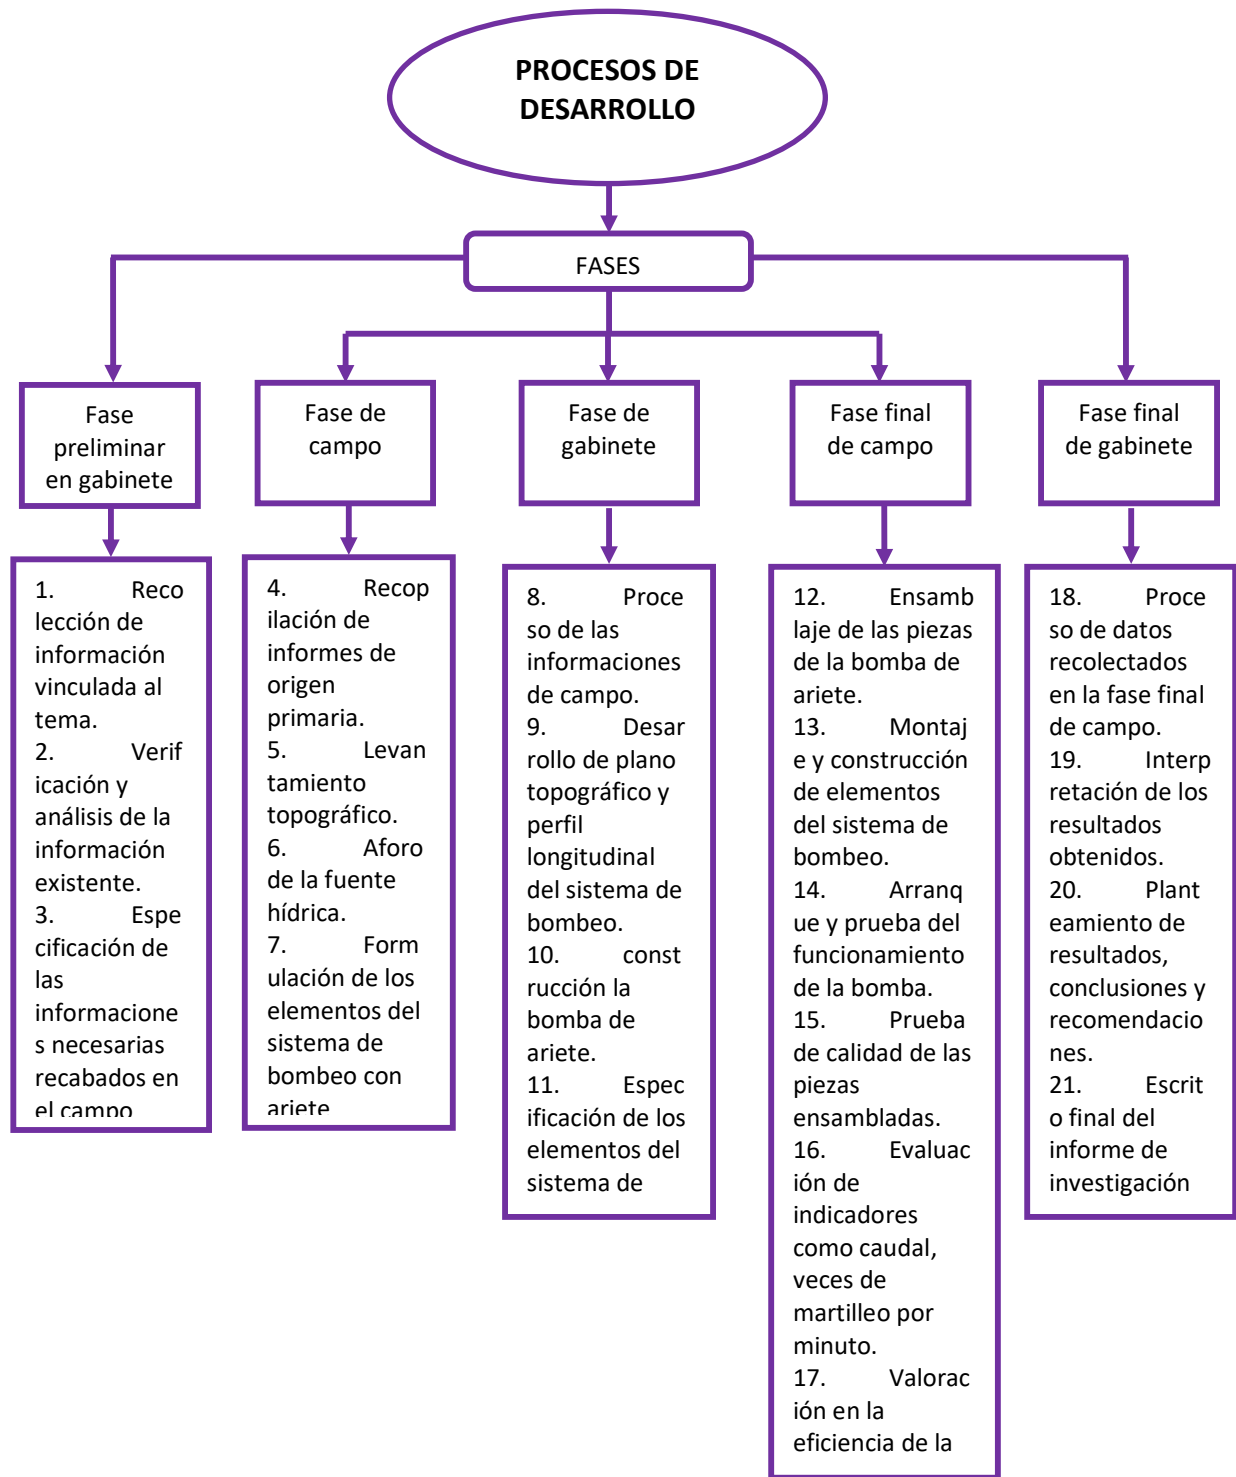 PROCESOS DE
DESARROLLO
FASES
Fase
preliminar
en gabinete
Fase de
campo
Fase de
gabinete
Fase final
de campo
Fase final
de gabinete
1. Reco
lección de
información
vinculada al
tema.
2. Verif
icación y
análisis de la
información
existente.
3. Espe
cificación de
las
informacione
s necesarias
recabados en
el campo
4. Recop
ilación de
informes de
origen
primaria.
5. Levan
tamiento
topográfico.
6. Aforo
de la fuente
hídrica.
7. Form
ulación de los
elementos del
sistema de
bombeo con
ariete
8. Proce
so de las
informaciones
de campo.
9. Desar
rollo de plano
topográfico y
perfil
longitudinal
del sistema de
bombeo.
10. const
rucción la
bomba de
ariete.
11. Espec
ificación de los
elementos del
sistema de
12. Ensamb
laje de las piezas
de la bomba de
ariete.
13. Montaj
e y construcción
de elementos
del sistema de
bombeo.
14. Arranq
ue y prueba del
funcionamiento
de la bomba.
15. Prueba
de calidad de las
piezas
ensambladas.
16. Evaluac
ión de
indicadores
como caudal,
veces de
martilleo por
minuto.
17. Valorac
ión en la
eficiencia de la
18. Proce
so de datos
recolectados
en la fase final
de campo.
19. Interp
retación de los
resultados
obtenidos.
20. Plant
eamiento de
resultados,
conclusiones y
recomendacio
nes.
21. Escrit
o final del
informe de
investigación